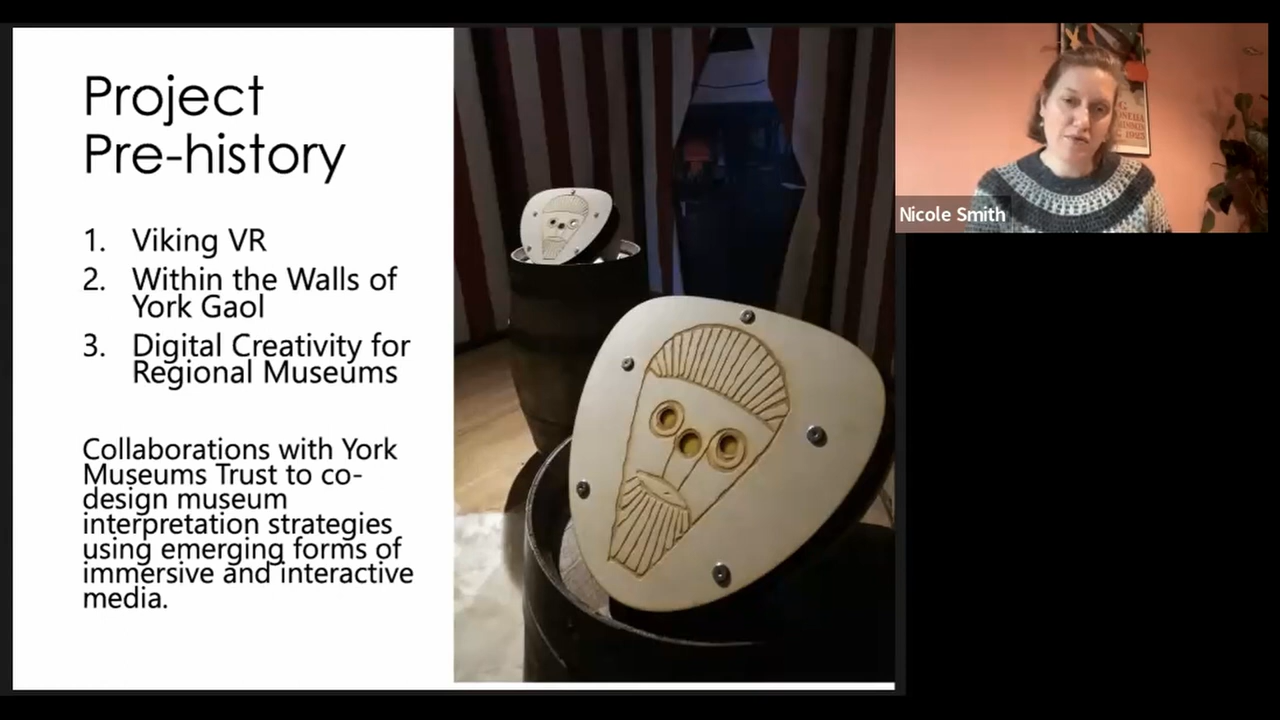 Project
Pre-history
1. Viking VR
2. Within the Walls of
York Gaol
3. Digital Creativity for
Regional Museums
Collaborations with York
Museums Trust to co-
design museum
interpretation strategies
using emerging forms of
immersive and interactive
media.
Nicole Smith